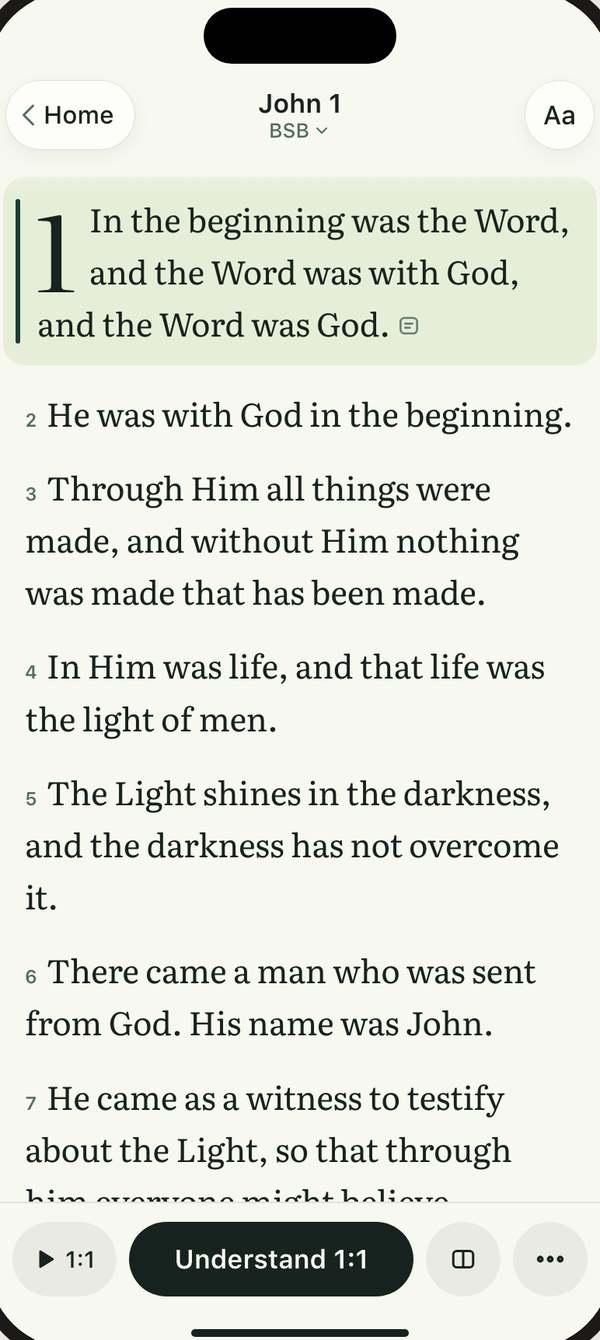 Home
John 1
BSB
Aa
1 In the beginning was the Word,
and the Word was with God,
and the Word was God.
2 He was with God in the beginning.
3 Through Him all things were
made, and without Him nothing
was made that has been made.
4 In Him was life, and that life was
the light of men.
5 The Light shines in the darkness,
and the darkness has not overcome
it.
6 There came a man who was sent
from God. His name was John.
7 He came as a witness to testify
about the Light, so that through
him everyone might believe.
1:1
Understand 1:1